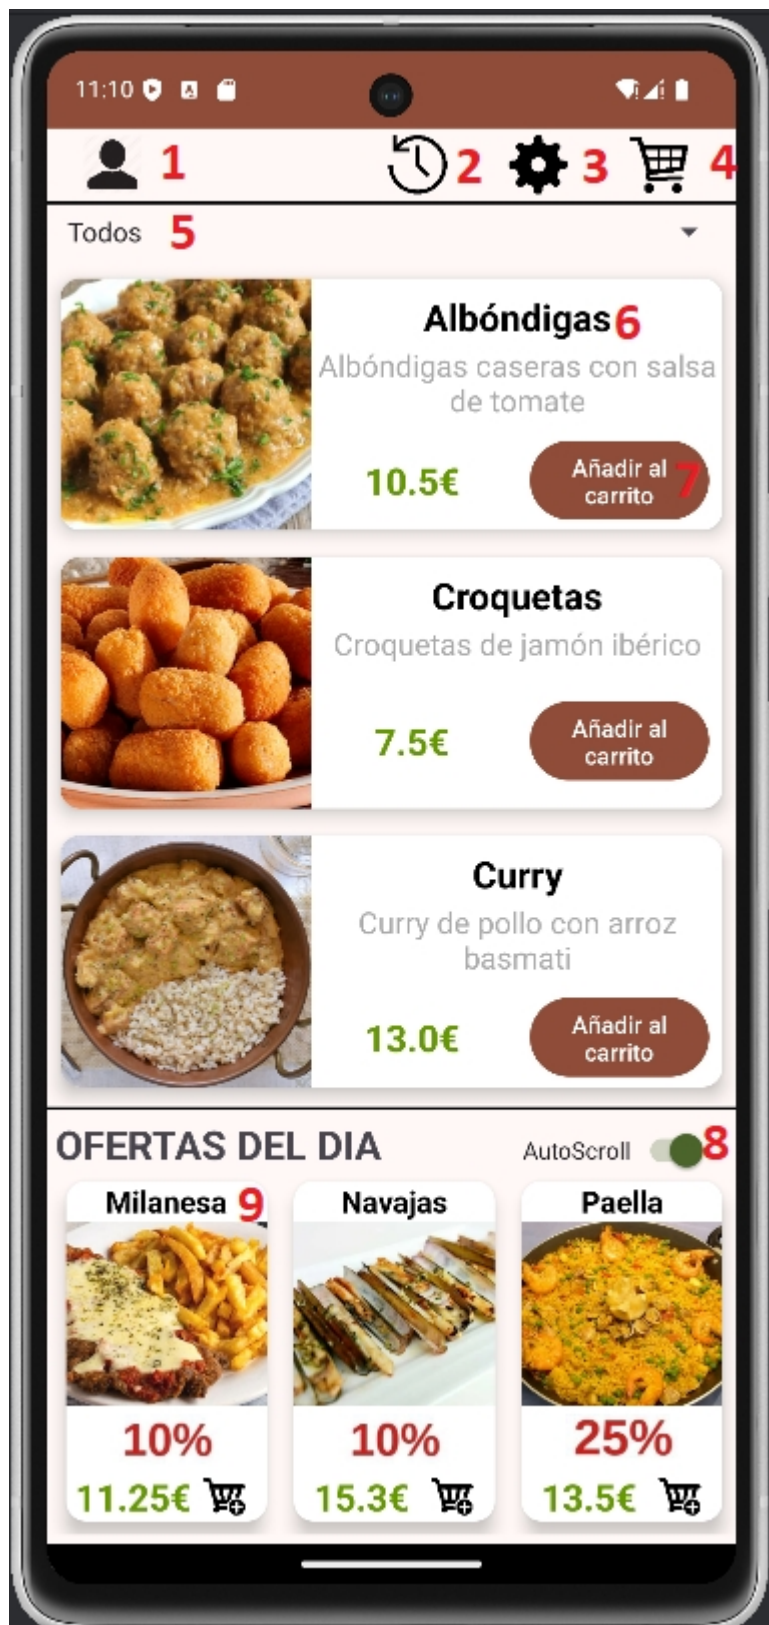 11:10
1 2 3 4
Todos 5
Albóndigas 6
Albóndigas caseras con salsa
de tomate
10.5€
Añadir al 7
carrito
Croquetas
Croquetas de jamón ibérico
7.5€
Añadir al
carrito
Curry
Curry de pollo con arroz
basmati
13.0€
Añadir al
carrito
OFERTAS DEL DIA
AutoScroll 8
Milanesa 9
Navajas
Paella
10%
10%
25%
11.25€
15.3€
13.5€